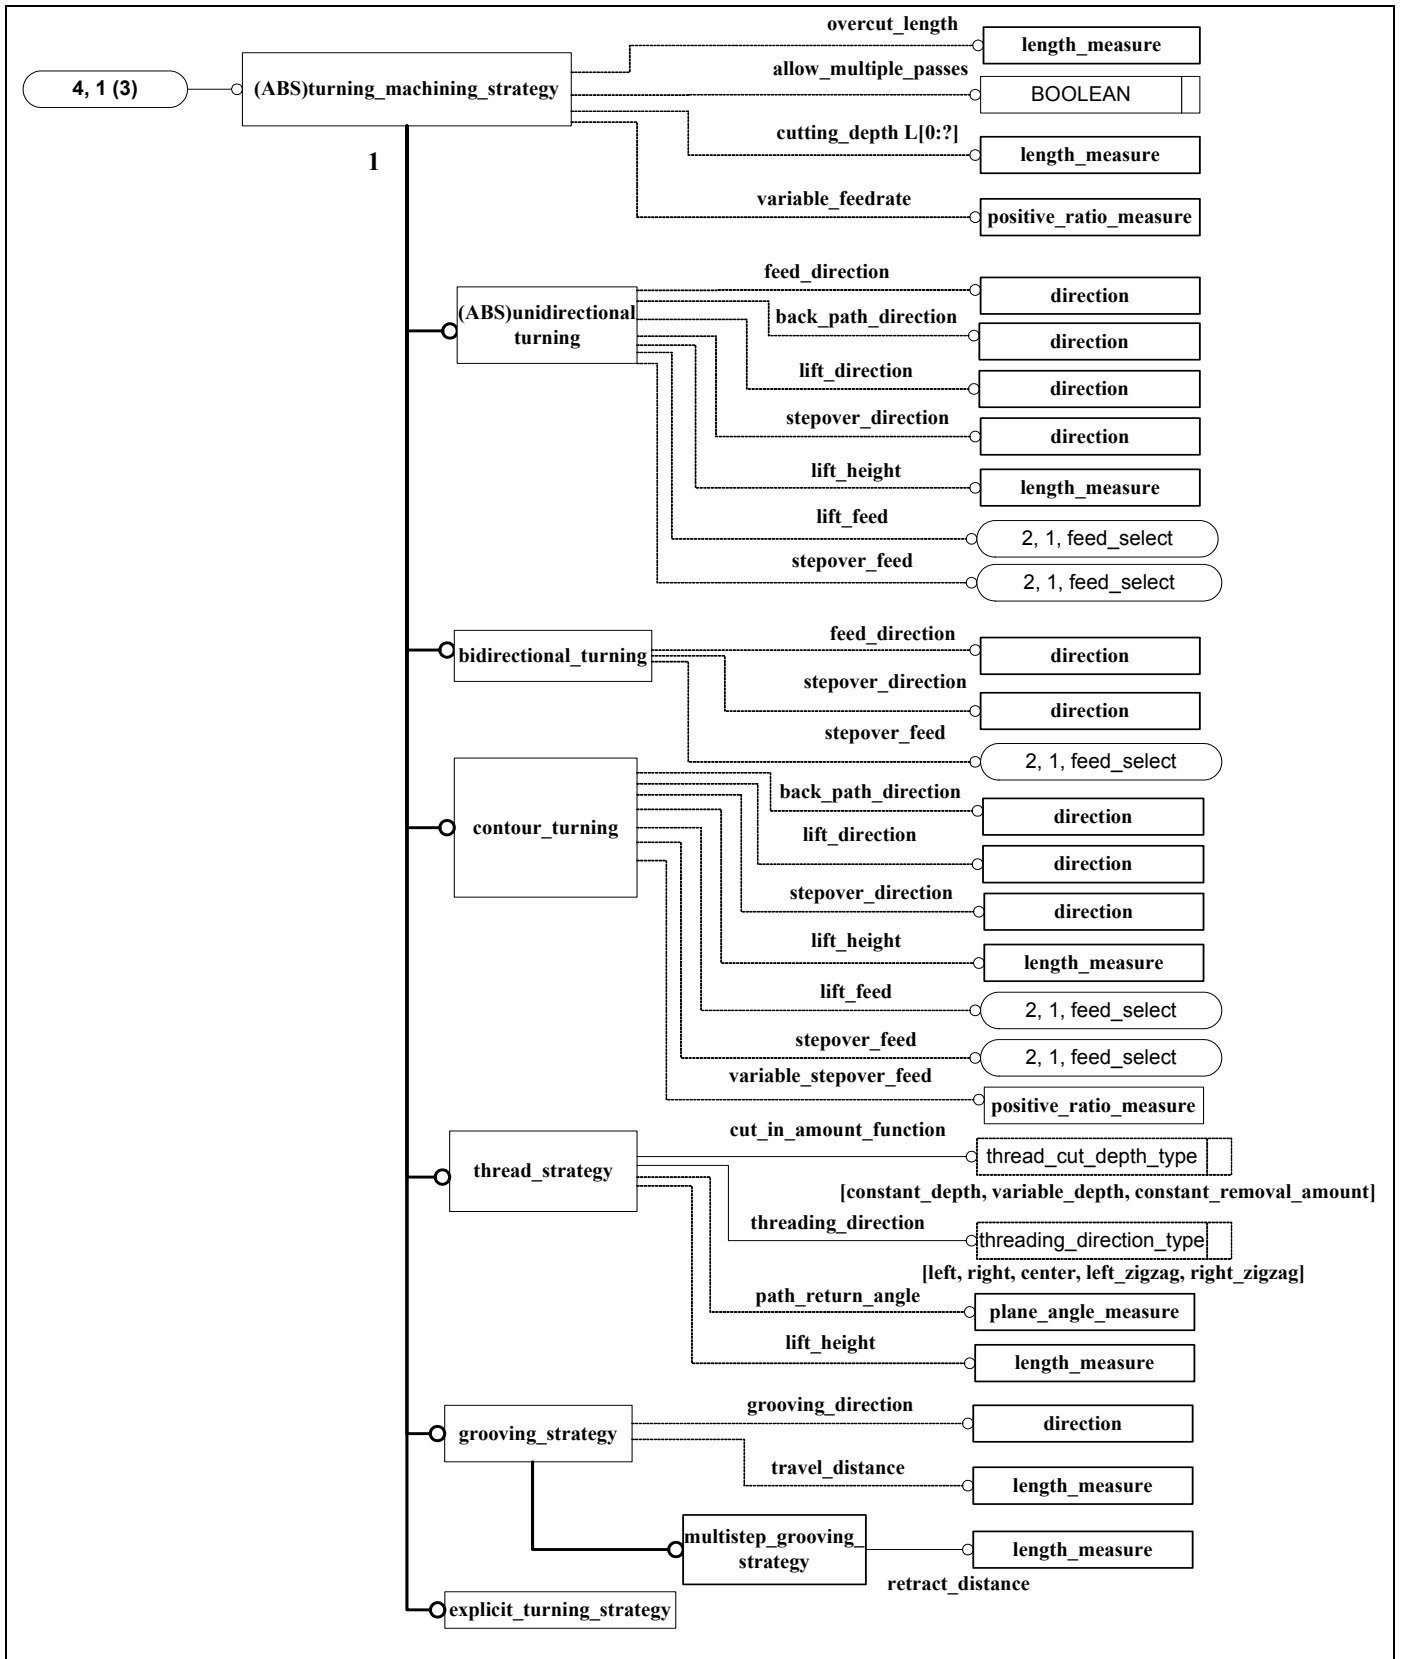 overcut_length
length_measure
4, 1 (3)
(ABS)turning_machining_strategy
allow_multiple_passes
BOOLEAN
cutting_depth L[0:?]
length_measure
1
variable_feedrate
positive_ratio_measure
feed_direction
direction
(ABS)unidirectional
turning
back_path_direction
direction
lift_direction
direction
stepover_direction
direction
lift_height
length_measure
lift_feed
2, 1, feed_select
stepover_feed
2, 1, feed_select
feed_direction
bidirectional_turning
direction
stepover_direction
direction
stepover_feed
2, 1, feed_select
back_path_direction
direction
contour_turning
lift_direction
direction
stepover_direction
direction
lift_height
length_measure
lift_feed
2, 1, feed_select
stepover_feed
2, 1, feed_select
variable_stepover_feed
positive_ratio_measure
cut_in_amount_function
thread_cut_depth_type
thread_strategy
[constant_depth, variable_depth, constant_removal_amount]
threading_direction
threading_direction_type
[left, right, center, left_zigzag, right_zigzag]
path_return_angle
plane_angle_measure
lift_height
length_measure
grooving_direction
direction
grooving_strategy
travel_distance
length_measure
multistep_grooving_
strategy
length_measure
retract_distance
explicit_turning_strategy